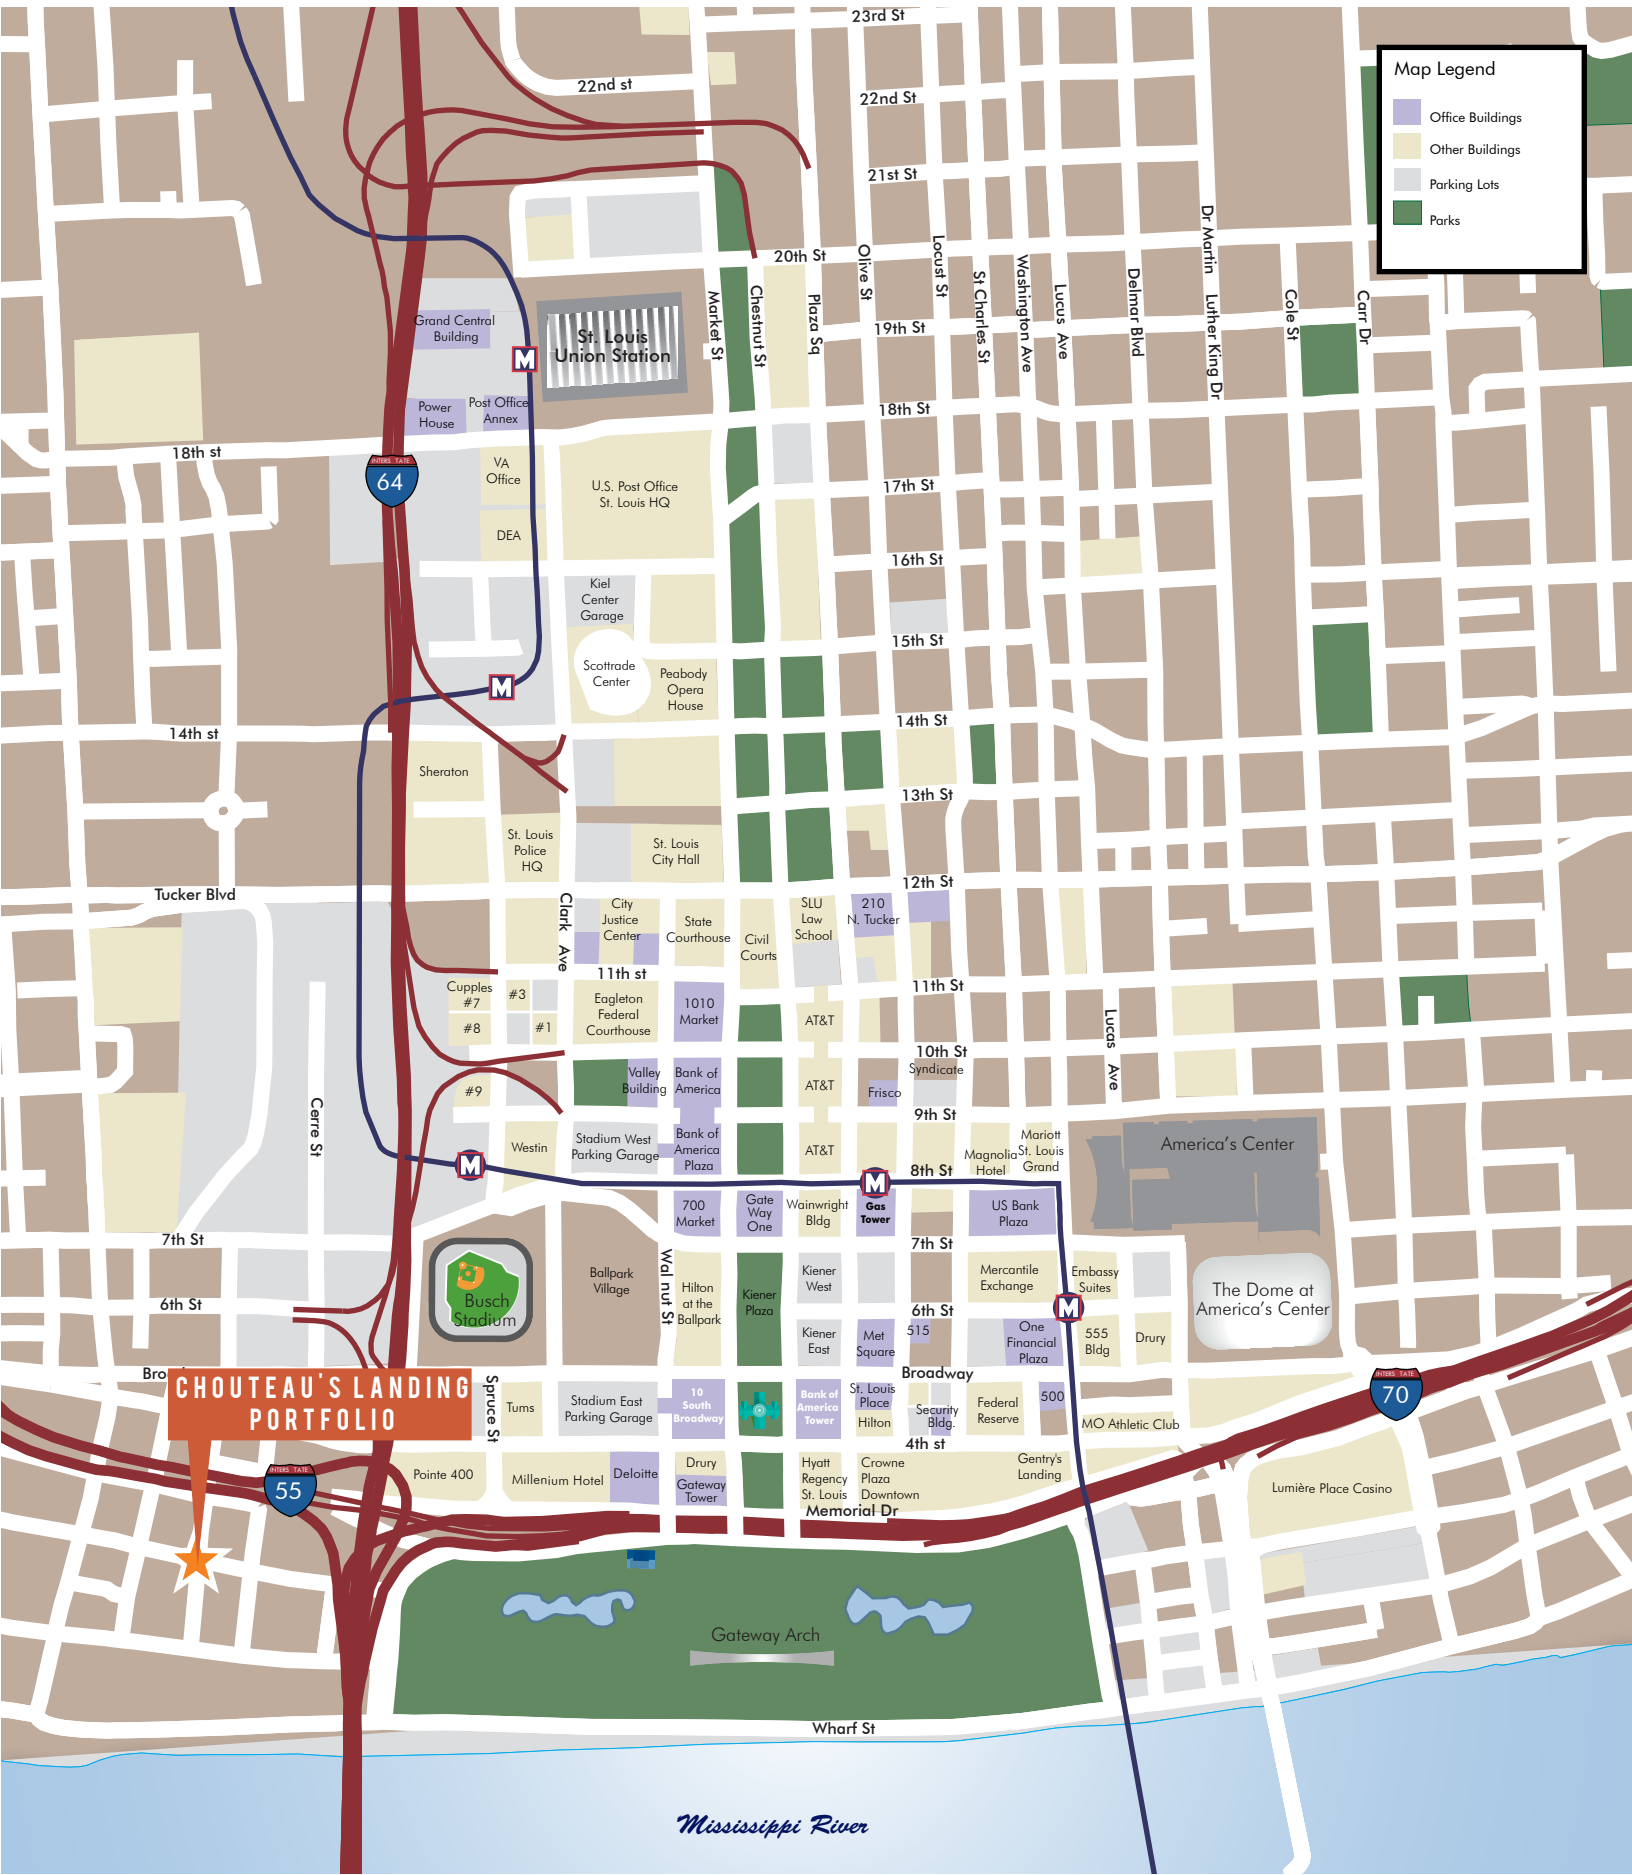 23rd St
22nd st
22nd St
21st St
20th St
19th St
18th St
18th st
17th St
16th St
15th St
14th St
14th st
13th St
12th St
Tucker Blvd
11th st
11th St
10th St
9th St
8th St
7th St
7th St
6th St
6th St
Broadway
Bro
4th st
Memorial Dr
Wharf St
Market St
Chestnut St
Plaza Sq
Olive St
Locust St
St Charles St
Washington Ave
Lucus Ave
Delmar Blvd
Dr Martin Luther King Dr
Cole St
Carr Dr
Clark Ave
Lucas Ave
Cerre St
Wal nut St
Spruce St
Map Legend
Office Buildings
Other Buildings
Parking Lots
Parks
Grand Central
Building
St. Louis
Union Station
Power
House
Post Office
Annex
INTERS TATE
64
VA
Office
DEA
U.S. Post Office
St. Louis HQ
Kiel
Center
Garage
Scottrade
Center
Peabody
Opera
House
Sheraton
St. Louis
Police
HQ
St. Louis
City Hall
City
Justice
Center
State
Courthouse
Civil
Courts
SLU
Law
School
210
N. Tucker
Cupples
#7
#3
#8
#1
#9
Eagleton
Federal
Courthouse
1010
Market
AT&T
AT&T
AT&T
Syndicate
Frisco
Valley
Building
Bank of
America
Bank of
America
Plaza
Westin
Stadium West
Parking Garage
Magnolia
Hotel
Mariott
St. Louis
Grand
America's Center
M
M
M
M
M
700
Market
Gate
Way
One
Wainwright
Bldg
Gas
Tower
US Bank
Plaza
Busch
Stadium
Ballpark
Village
Hilton
at the
Ballpark
Kiener
Plaza
Kiener
West
Kiener
East
Met
Square
515
Mercantile
Exchange
One
Financial
Plaza
Embassy
Suites
555
Bldg
Drury
The Dome at
America's Center
CHOUTEAU'S LANDING
PORTFOLIO
Tums
Stadium East
Parking Garage
10
South
Broadway
Bank of
America
Tower
St. Louis
Place
Hilton
Security
Bldg.
Federal
Reserve
500
MO Athletic Club
INTERS TATE
70
INTERS TATE
55
Pointe 400
Millenium Hotel
Deloitte
Drury
Gateway
Tower
Hyatt
Regency
St. Louis
Crowne
Plaza
Downtown
Gentry's
Landing
Lumière Place Casino
Gateway Arch
Mississippi River